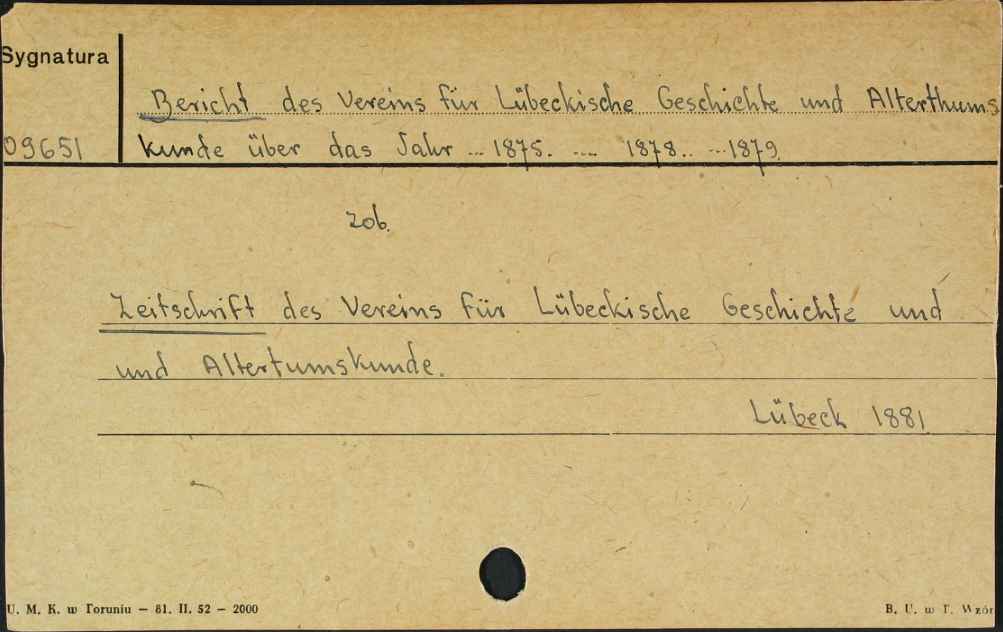 Sygnatura
Bericht des Vereins für Lübeckische Geschichte und Alterthums
09651
kunde über das Jahr ... 1875. .... 1878.. ...1879.
zob.
Zeitschrift des Vereins für Lübeckische Geschichte und
und Altertumskunde.
Lübeck 1881
U. M. K. w Toruniu — 81. II. 52 — 2000
B. U. w T. Wzór